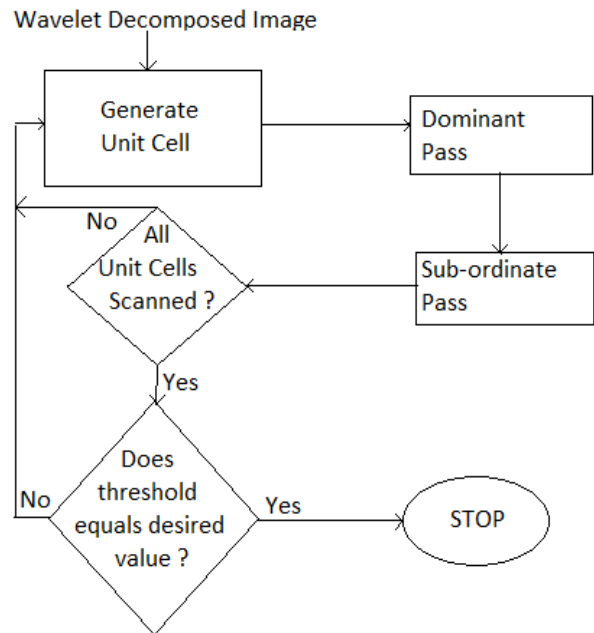 Wavelet Decomposed Image
Generate
Unit Cell
Dominant
Pass
Sub-ordinate
Pass
No
All
Unit Cells
Scanned ?
Yes
Does
threshold
equals desired
value ?
No
Yes
STOP